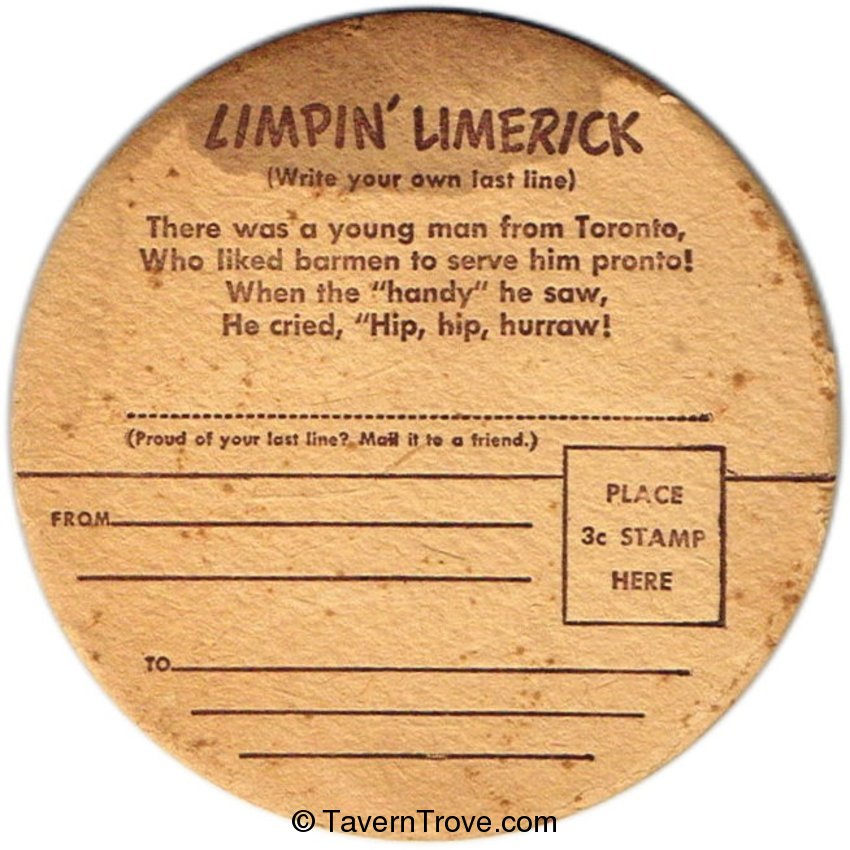 LIMPIN' LIMERICK
(Write your own last line)
There was a young man from Toronto,
Who liked barmen to serve him pronto!
When the "handy" he saw,
He cried, "Hip, hip, hurraw!
(Proud of your last line? Mail it to a friend.)
PLACE
3c STAMP
HERE
FROM
TO
© TavernTrove.com